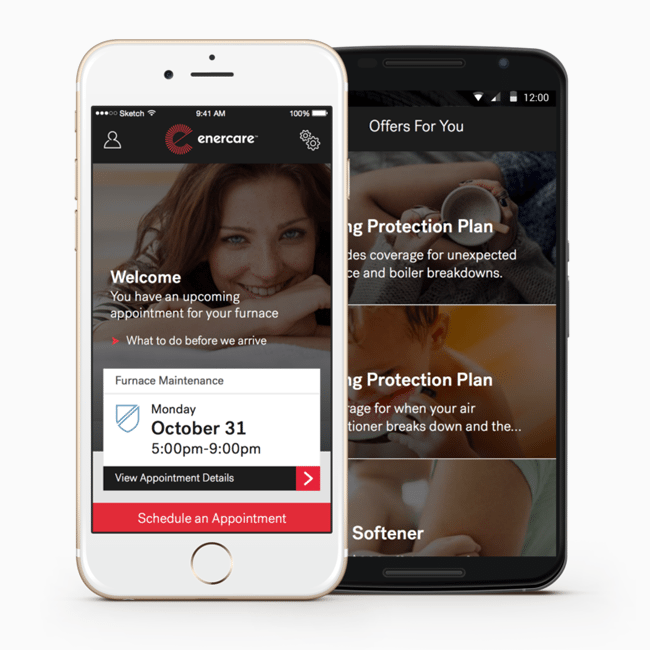 Sketch 9:41 AM 100%
enercare™
Welcome
You have an upcoming
appointment for your furnace
What to do before we arrive
Furnace Maintenance
Monday
October 31
5:00pm-9:00pm
View Appointment Details
Schedule an Appointment
12:00
Offers For You
ng Protection Plan
des coverage for unexpected
ce and boiler breakdowns.
ng Protection Plan
rage for when your air
tioner breaks down and the...
Softener